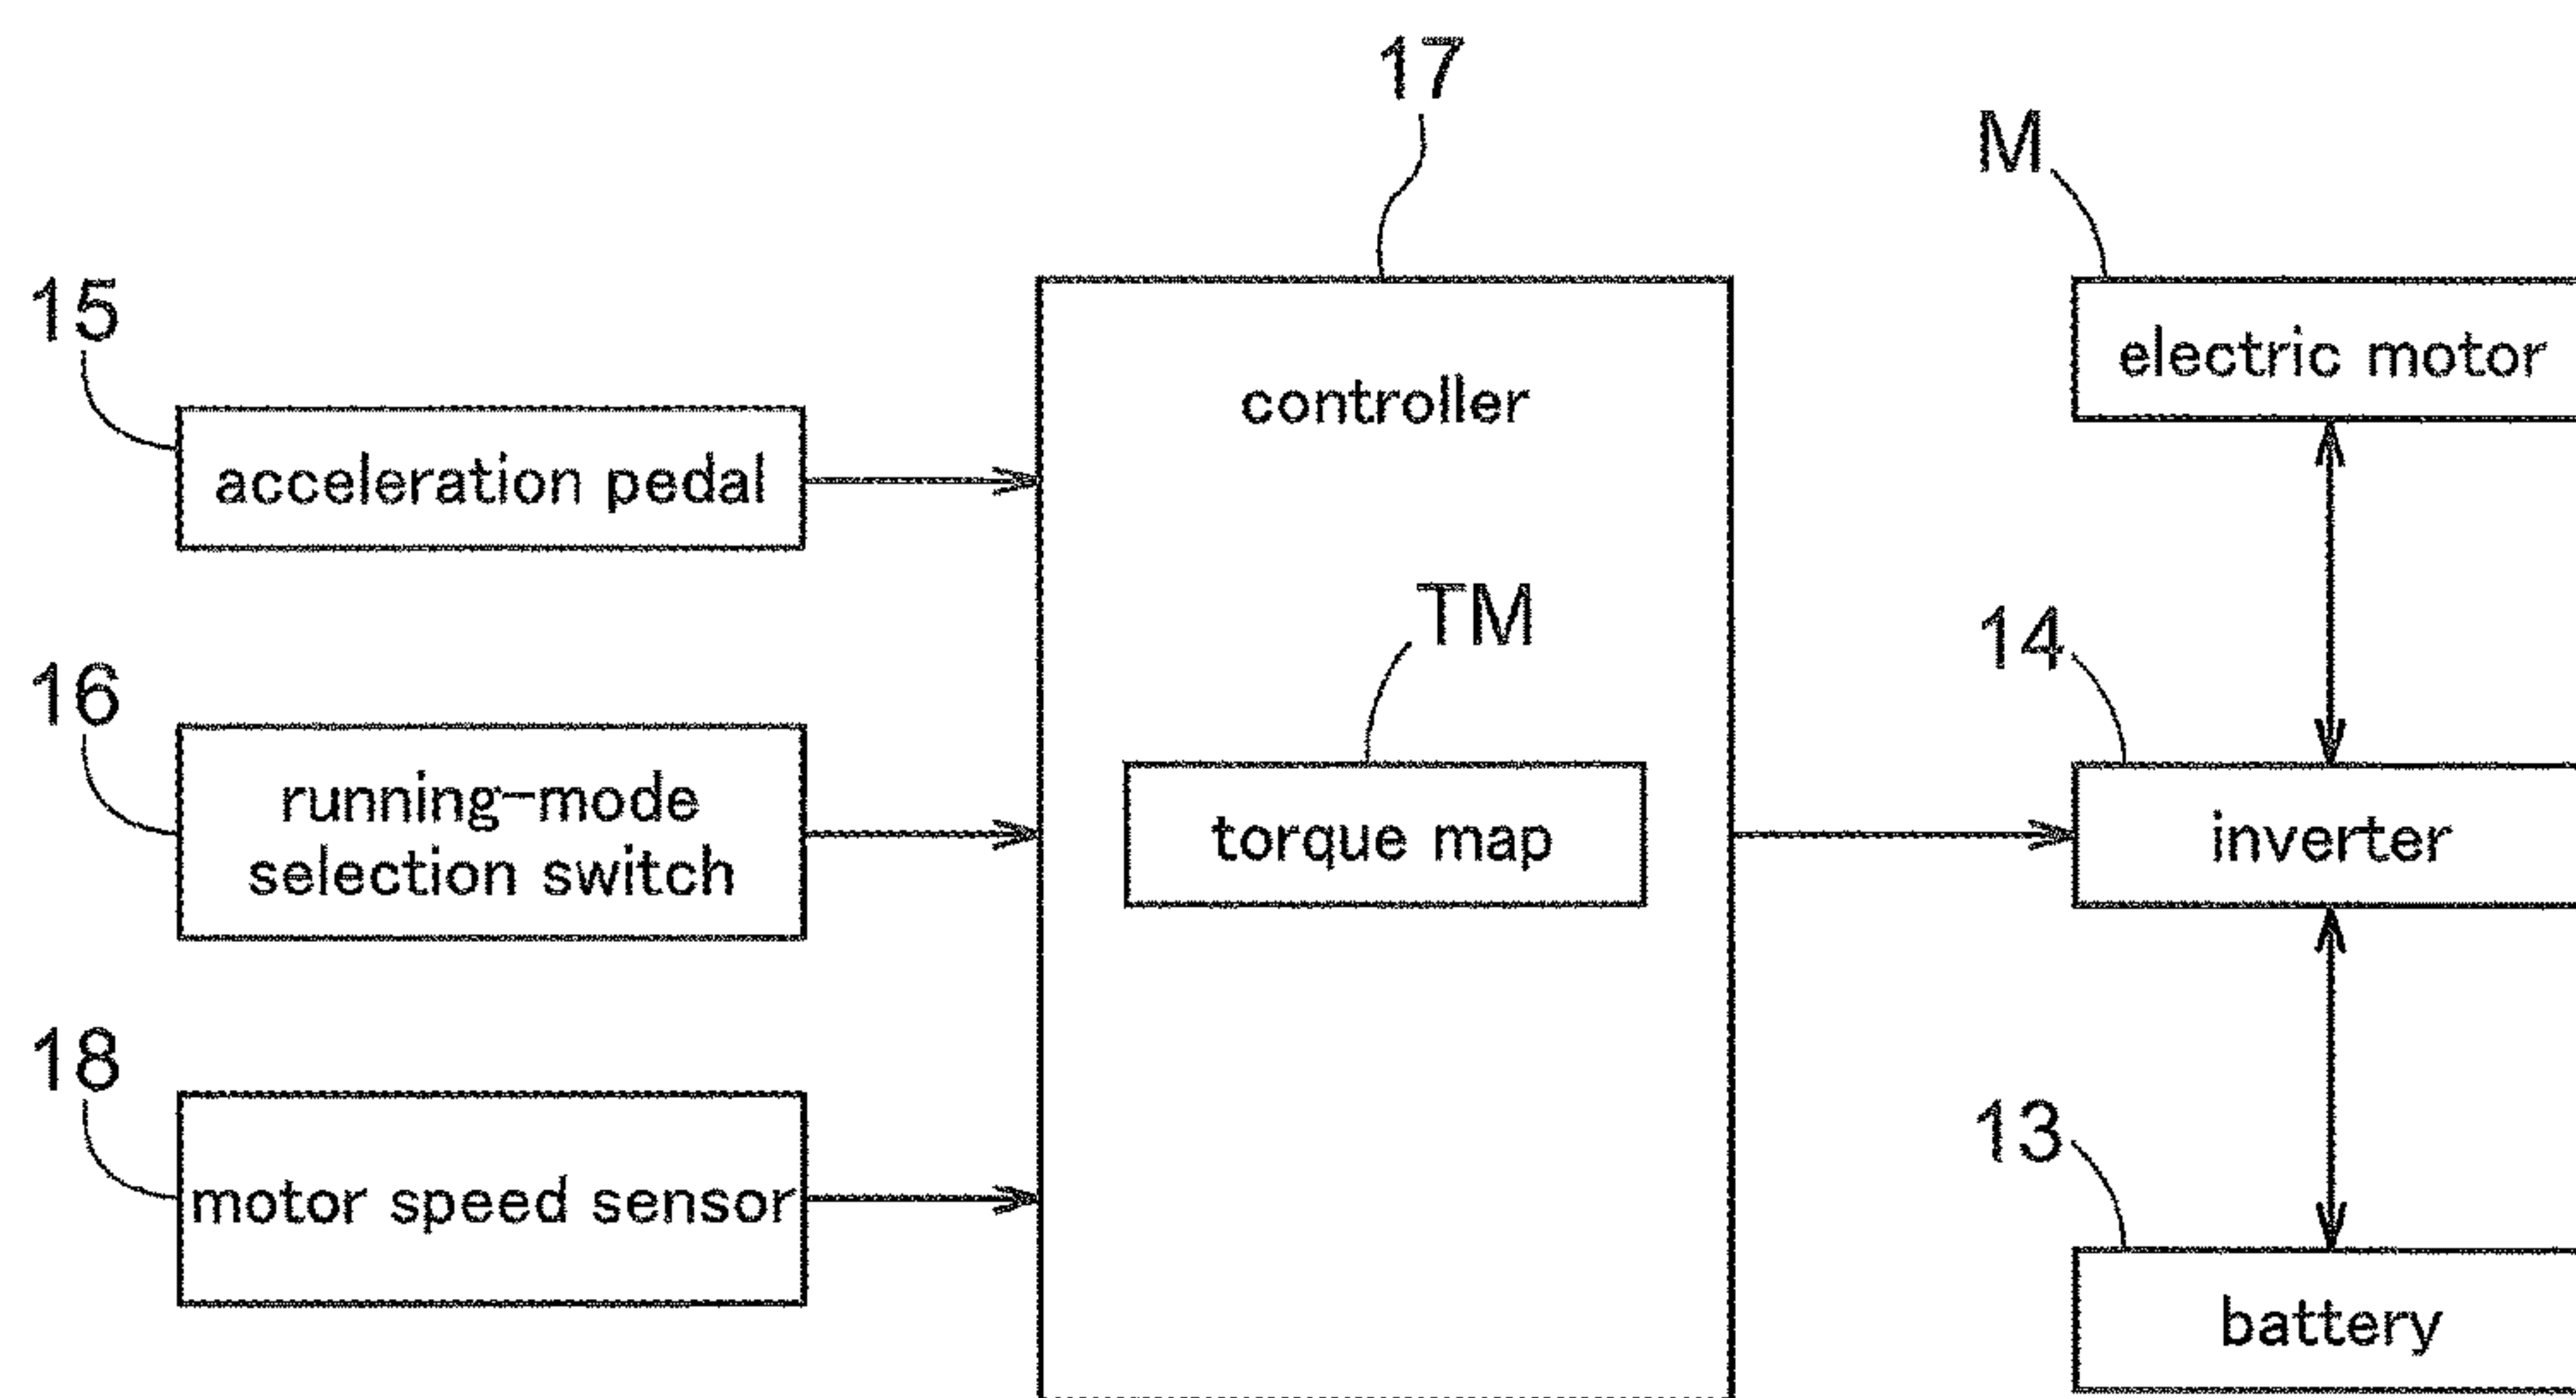 17
M
15
electric motor
controller
acceleration pedal
TM
14
16
running-mode
selection switch
torque map
inverter
18
13
motor speed sensor
battery